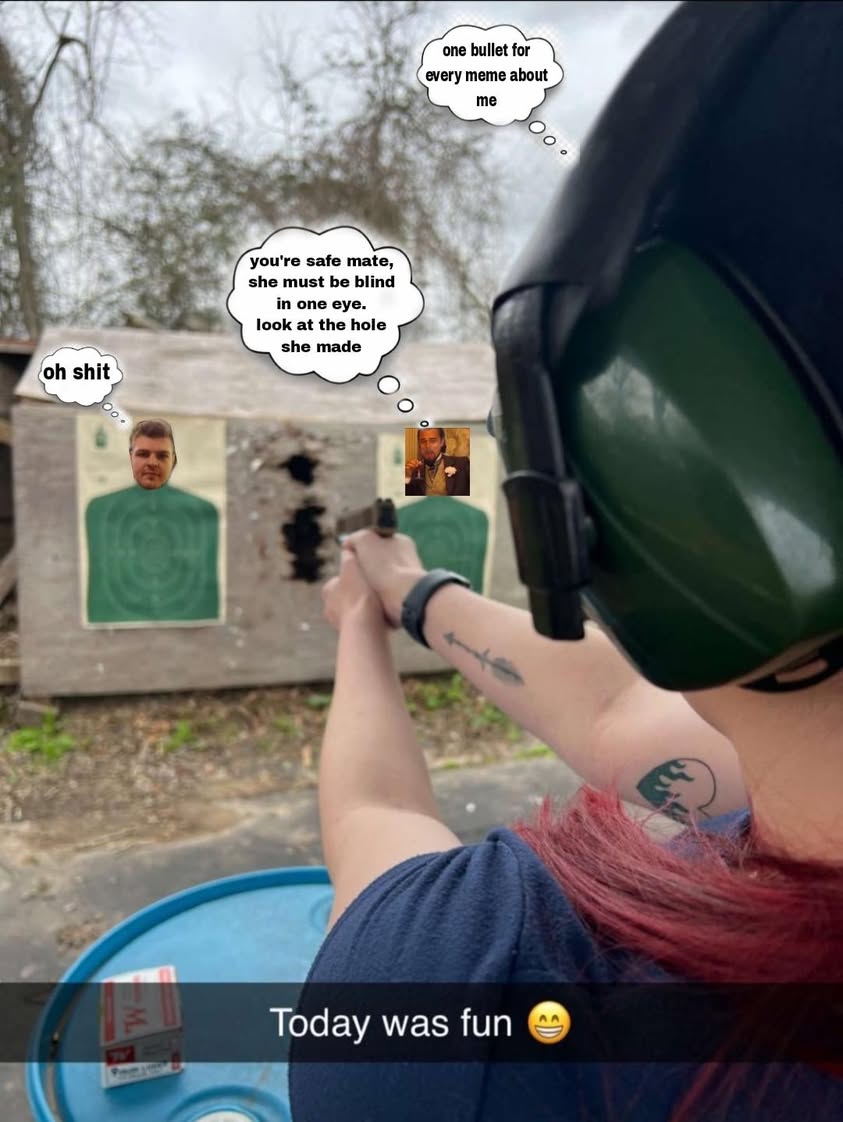 one bullet for
every meme about
me
you're safe mate,
she must be blind
in one eye.
look at the hole
she made
oh shit
Today was fun 😁